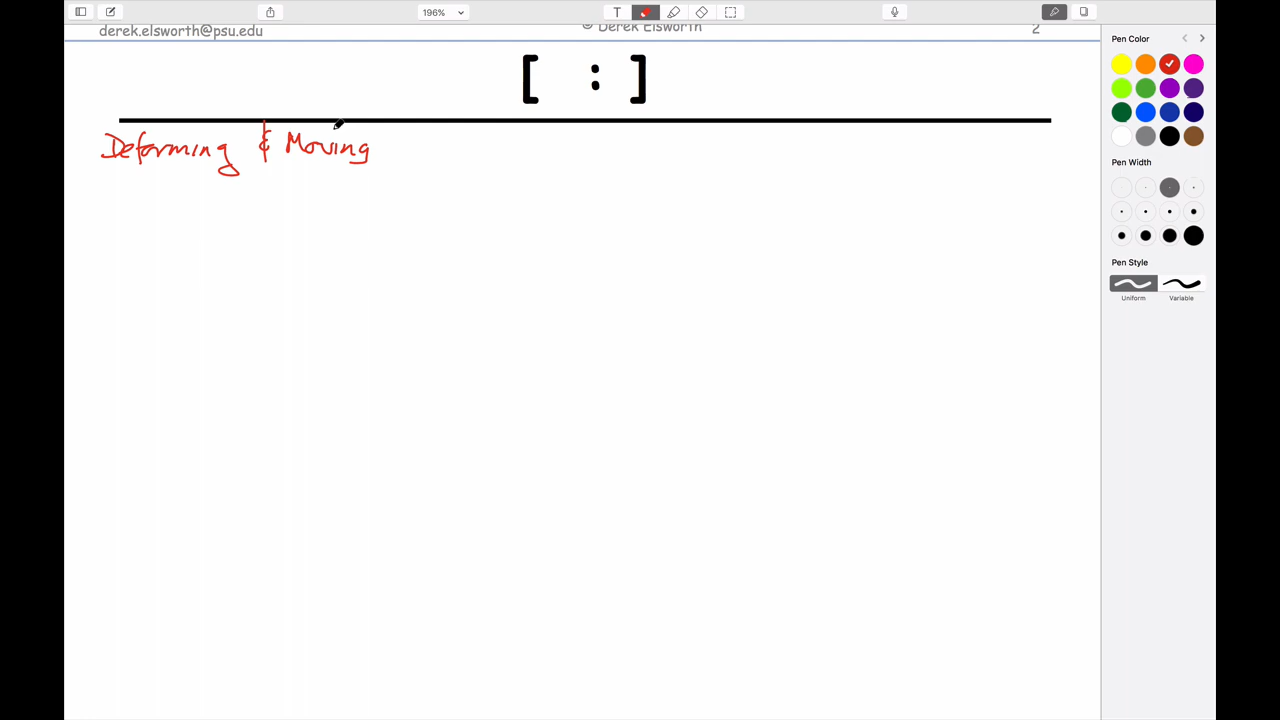 196%
T
Pen Color
derek.elsworth@psu.edu
© Derek Elsworth
2
[ : ]
Deforming & Moving
Pen Width
Pen Style
Uniform
Variable